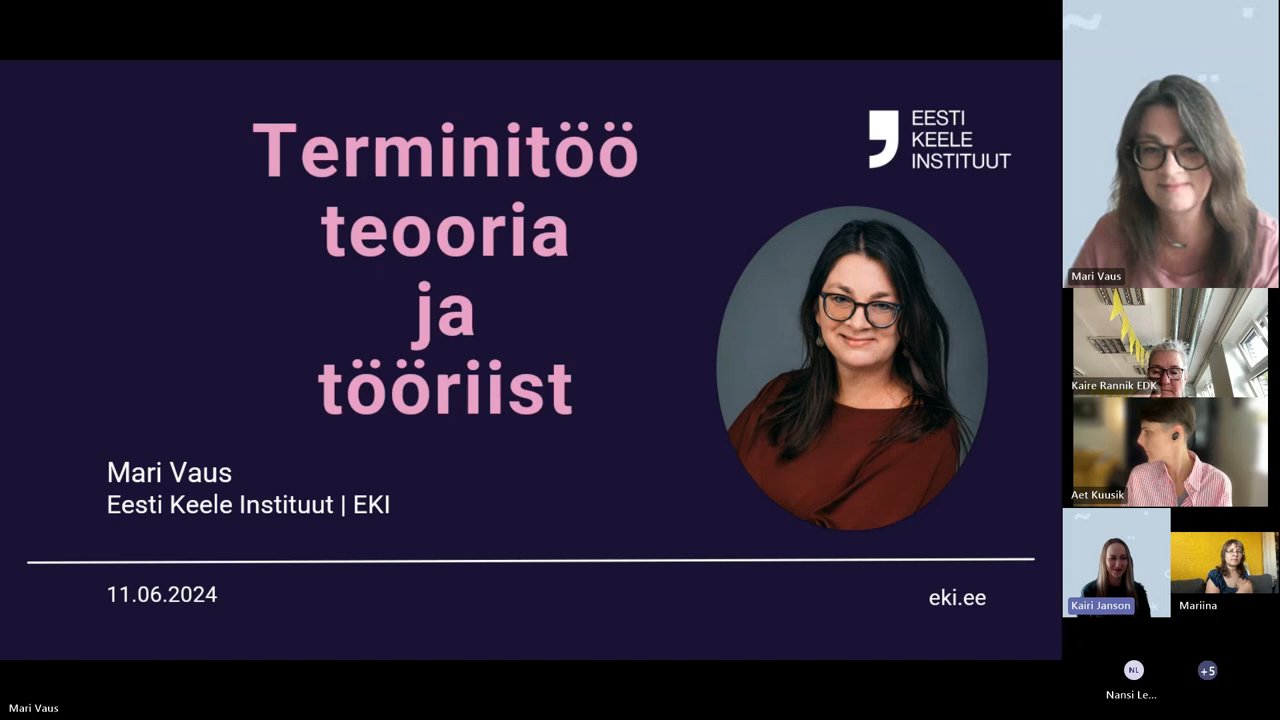 Terminitöö
teooria
ja
tööriist
EESTI
KEELE
INSTITUUT
Mari Vaus
Eesti Keele Instituut | EKI
11.06.2024
eki.ee
Mari Vaus
Kaire Rannik EDK
Aet Kuusik
Kairi Janson
Mariina
NL
+5
Nansi Le...
Mari Vaus